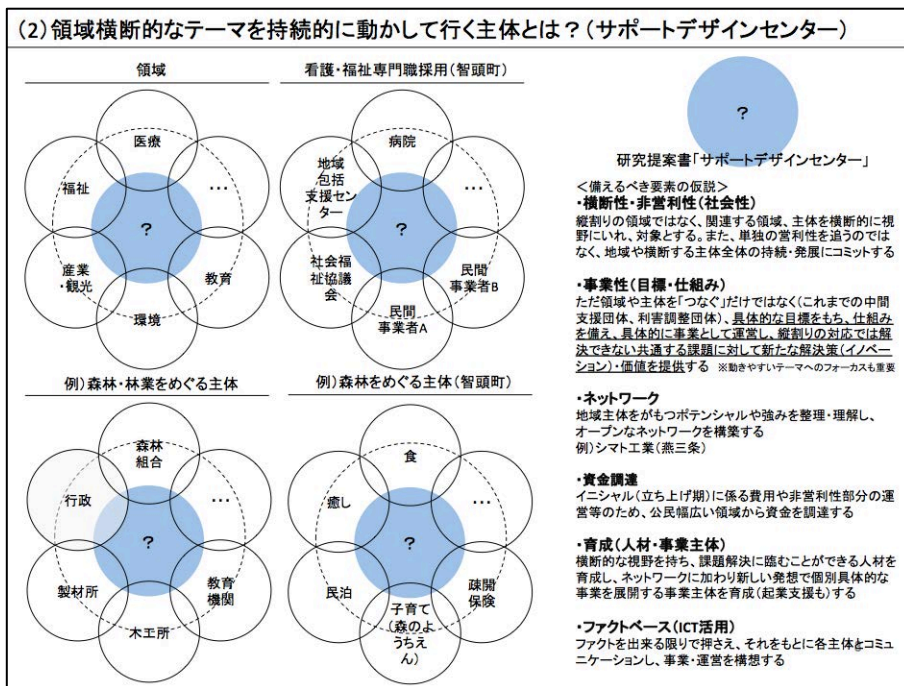 (2)領域横断的なテーマを持続的に動かして行く主体とは?(サポートデザインセンター)
領域
医療
福祉
…
?
産業
・観光
教育
環境
看護・福祉専門職採用(智頭町)
病院
地域
包括
支援セン
ター
…
?
社会福
祉協議
会
民間
事業者B
民間
事業者A
例)森林・林業をめぐる主体
森林
組合
行政
…
?
製材所
教育
機関
木工所
例)森林をめぐる主体(智頭町)
食
癒し
…
?
民泊
疎開
保険
子育て
(森のよ
うちえ
ん)
?
研究提案書「サポートデザインセンター」
<備えるべき要素の仮説>
・横断性・非営利性(社会性)
縦割りの領域ではなく、関連する領域、主体を横断的に視
野にいれ、対象とする。また、単独の営利性を追うのでは
なく、地域や横断する主体全体の持続・発展にコミットする
・事業性(目標・仕組み)
ただ領域や主体を「つなぐ」だけではなく(これまでの中間
支援団体、利害調整団体)、具体的な目標をもち、仕組み
を備え、具体的に事業として運営し、縦割りの対応では解
決できない共通する課題に対して新たな解決策(イノベー
ション)・価値を提供する ※動きやすいテーマへのフォーカスも重要
・ネットワーク
地域主体をがもつポテンシャルや強みを整理・理解し、
オープンなネットワークを構築する
例)シマト工業(燕三条)
・資金調達
イニシャル(立ち上げ期)に係る費用や非営利性部分の運
営等のため、公民幅広い領域から資金を調達する
・育成(人材・事業主体)
横断的な視野を持ち、課題解決に臨むことができる人材を
育成し、ネットワークに加わり新しい発想で個別具体的な
事業を展開する事業主体を育成(起業支援も)する
・ファクトベース(ICT活用)
ファクトを出来る限りで押さえ、それをもとに各主体とコミュ
ニケーションし、事業・運営を構想する